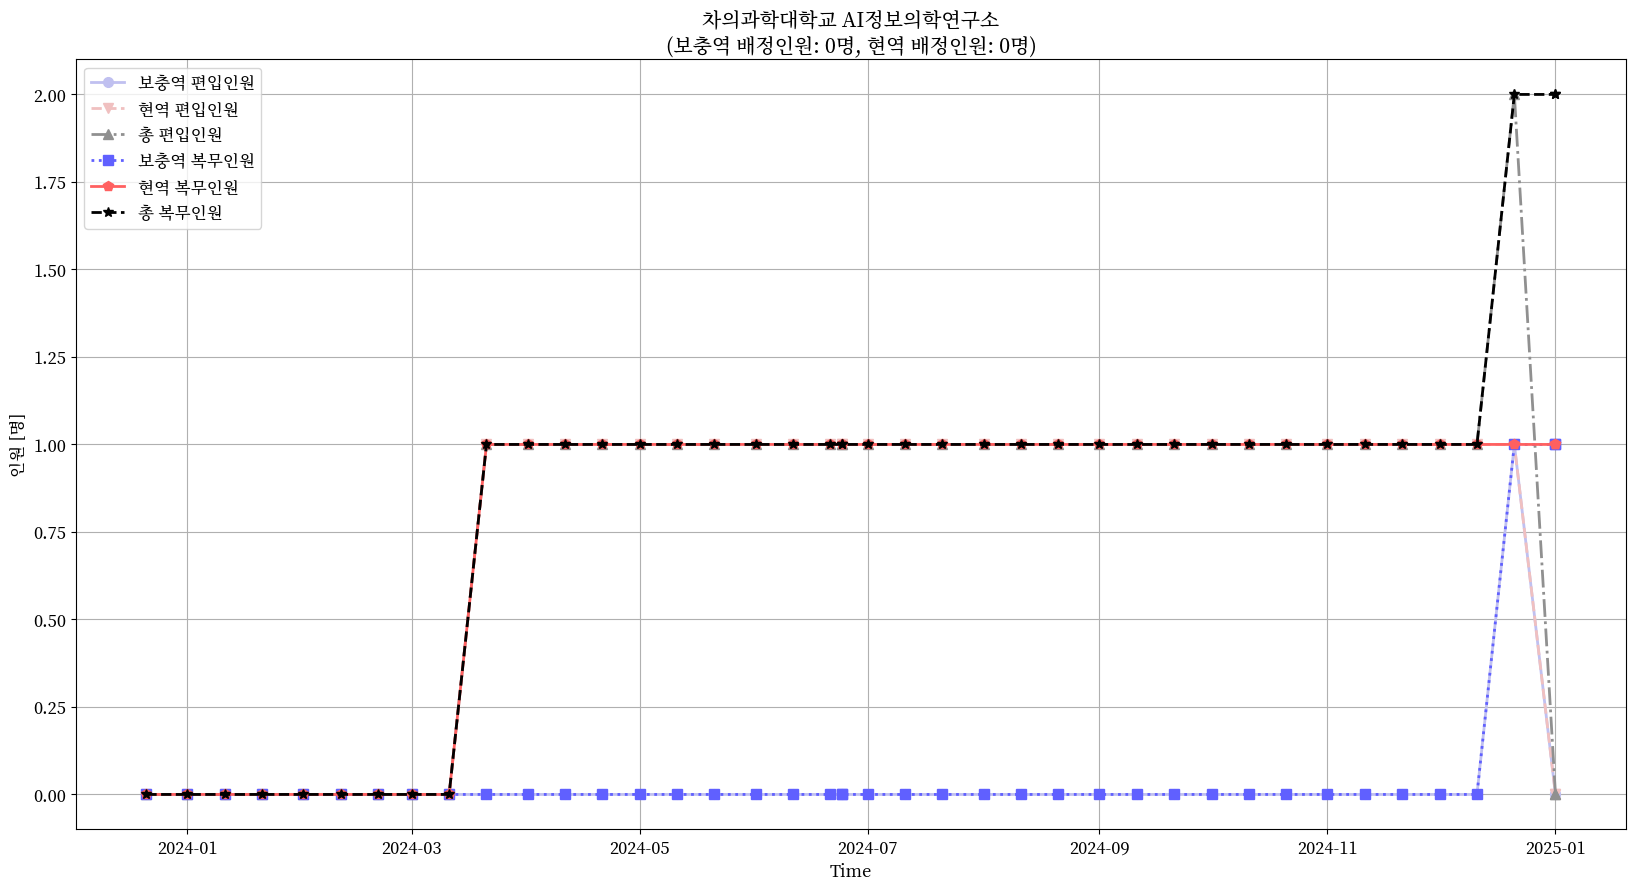 차의과학대학교 AI정보의학연구소
(보충역 배정인원: 0명, 현역 배정인원: 0명)
보충역 편입인원
현역 편입인원
총 편입인원
보충역 복무인원
현역 복무인원
총 복무인원
인원 [명]
2.00
1.75
1.50
1.25
1.00
0.75
0.50
0.25
0.00
2024-01
2024-03
2024-05
2024-07
2024-09
2024-11
2025-01
Time